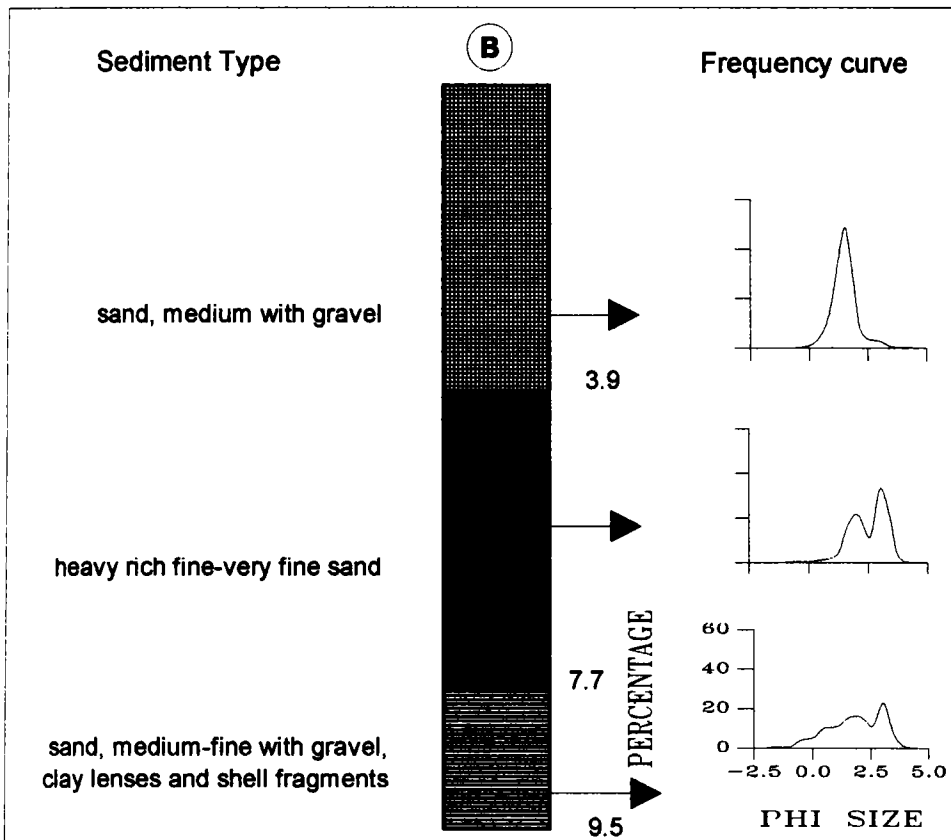 Sediment Type
B
Frequency curve
sand, medium with gravel
3.9
heavy rich fine-very fine sand
7.7
PERCENTAGE
60
40
20
0
sand, medium-fine with gravel,
clay lenses and shell fragments
9.5
-2.5 0.0 2.5 5.0
PHI SIZE